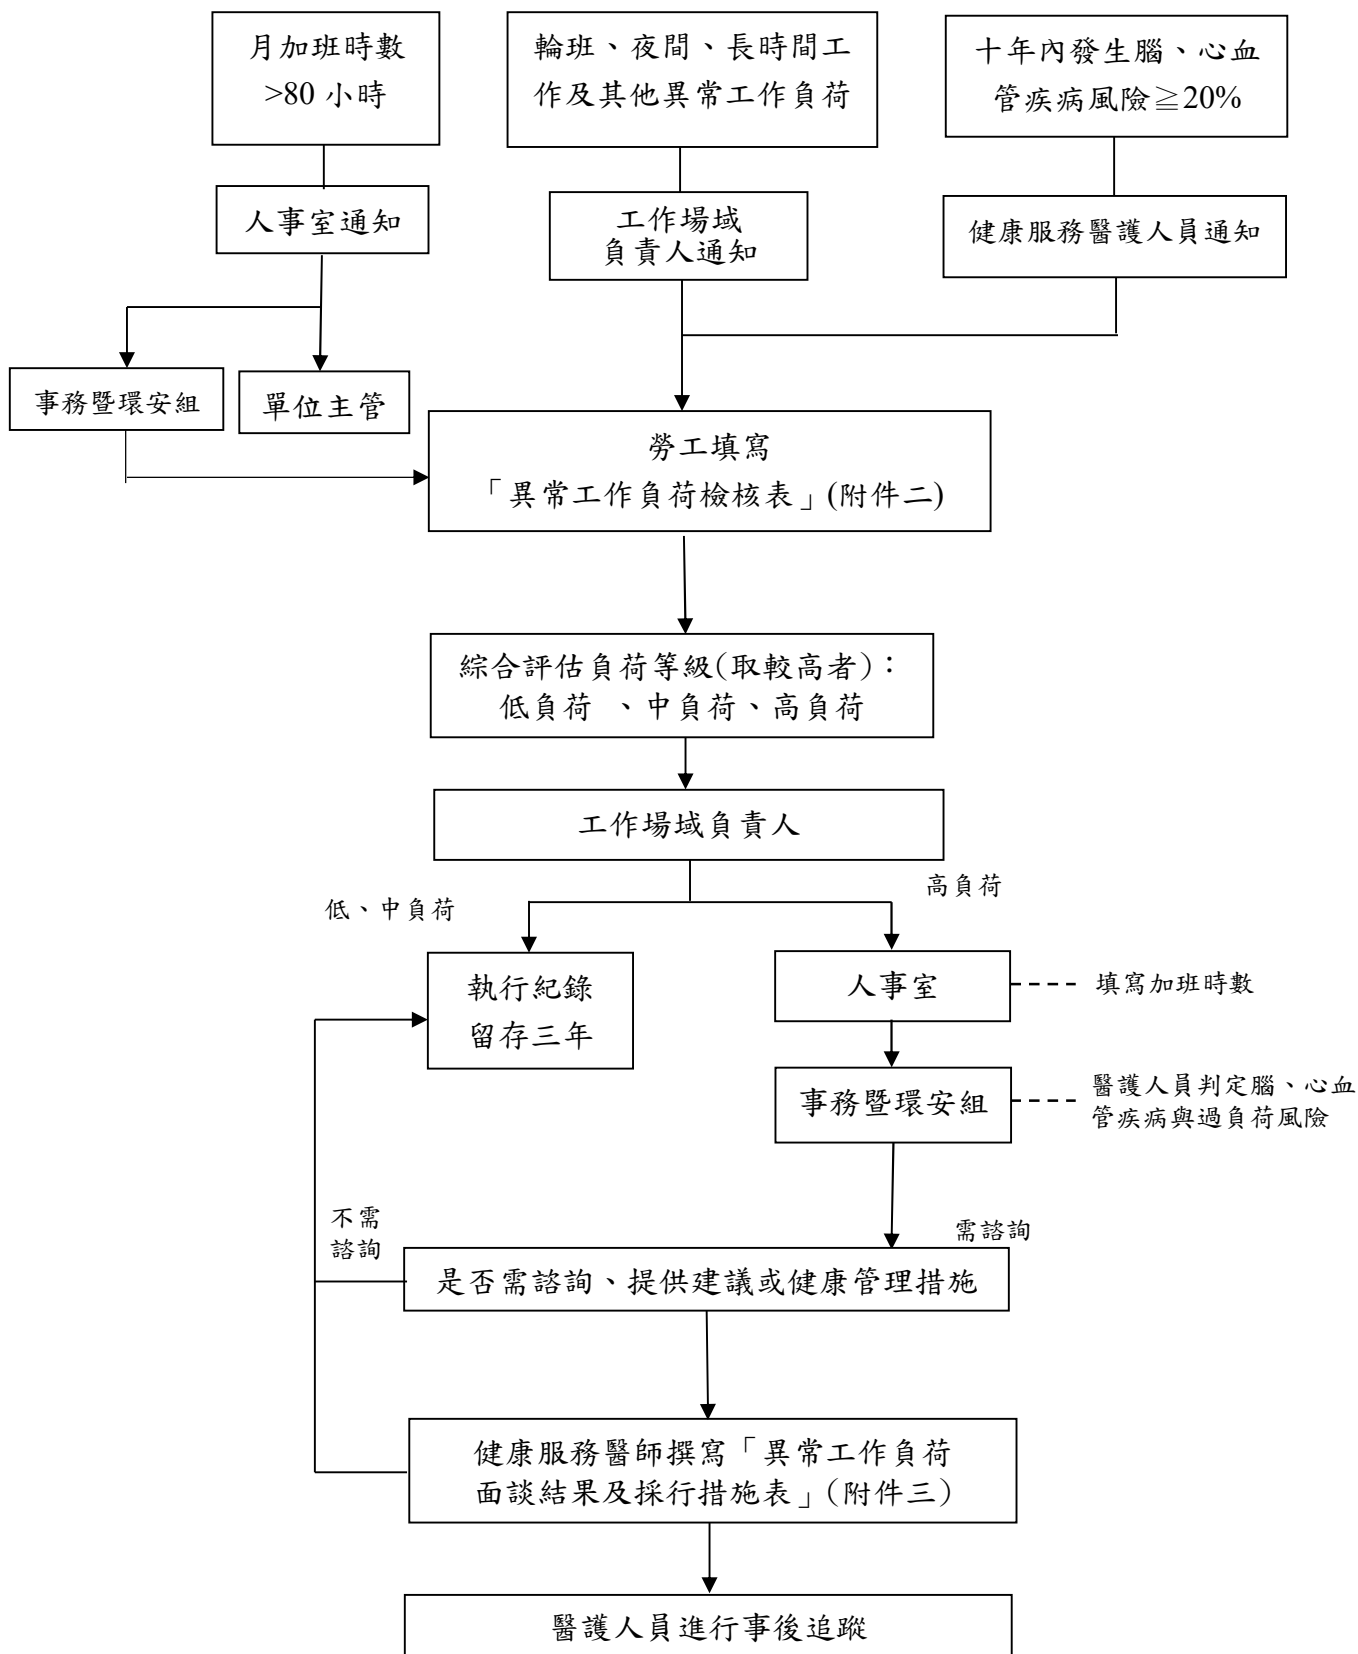 月加班時數
>80 小時
輪班、夜間、長時間工
作及其他異常工作負荷
十年內發生腦、心血
管疾病風險≧20%
人事室通知
工作場域
負責人通知
健康服務醫護人員通知
事務暨環安組
單位主管
勞工填寫
「異常工作負荷檢核表」(附件二)
綜合評估負荷等級(取較高者)：
低負荷 、中負荷、高負荷
工作場域負責人
低、中負荷
高負荷
執行紀錄
留存三年
人事室
填寫加班時數
事務暨環安組
醫護人員判定腦、心血
管疾病與過負荷風險
不需
諮詢
需諮詢
是否需諮詢、提供建議或健康管理措施
健康服務醫師撰寫「異常工作負荷
面談結果及採行措施表」（附件三）
醫護人員進行事後追蹤